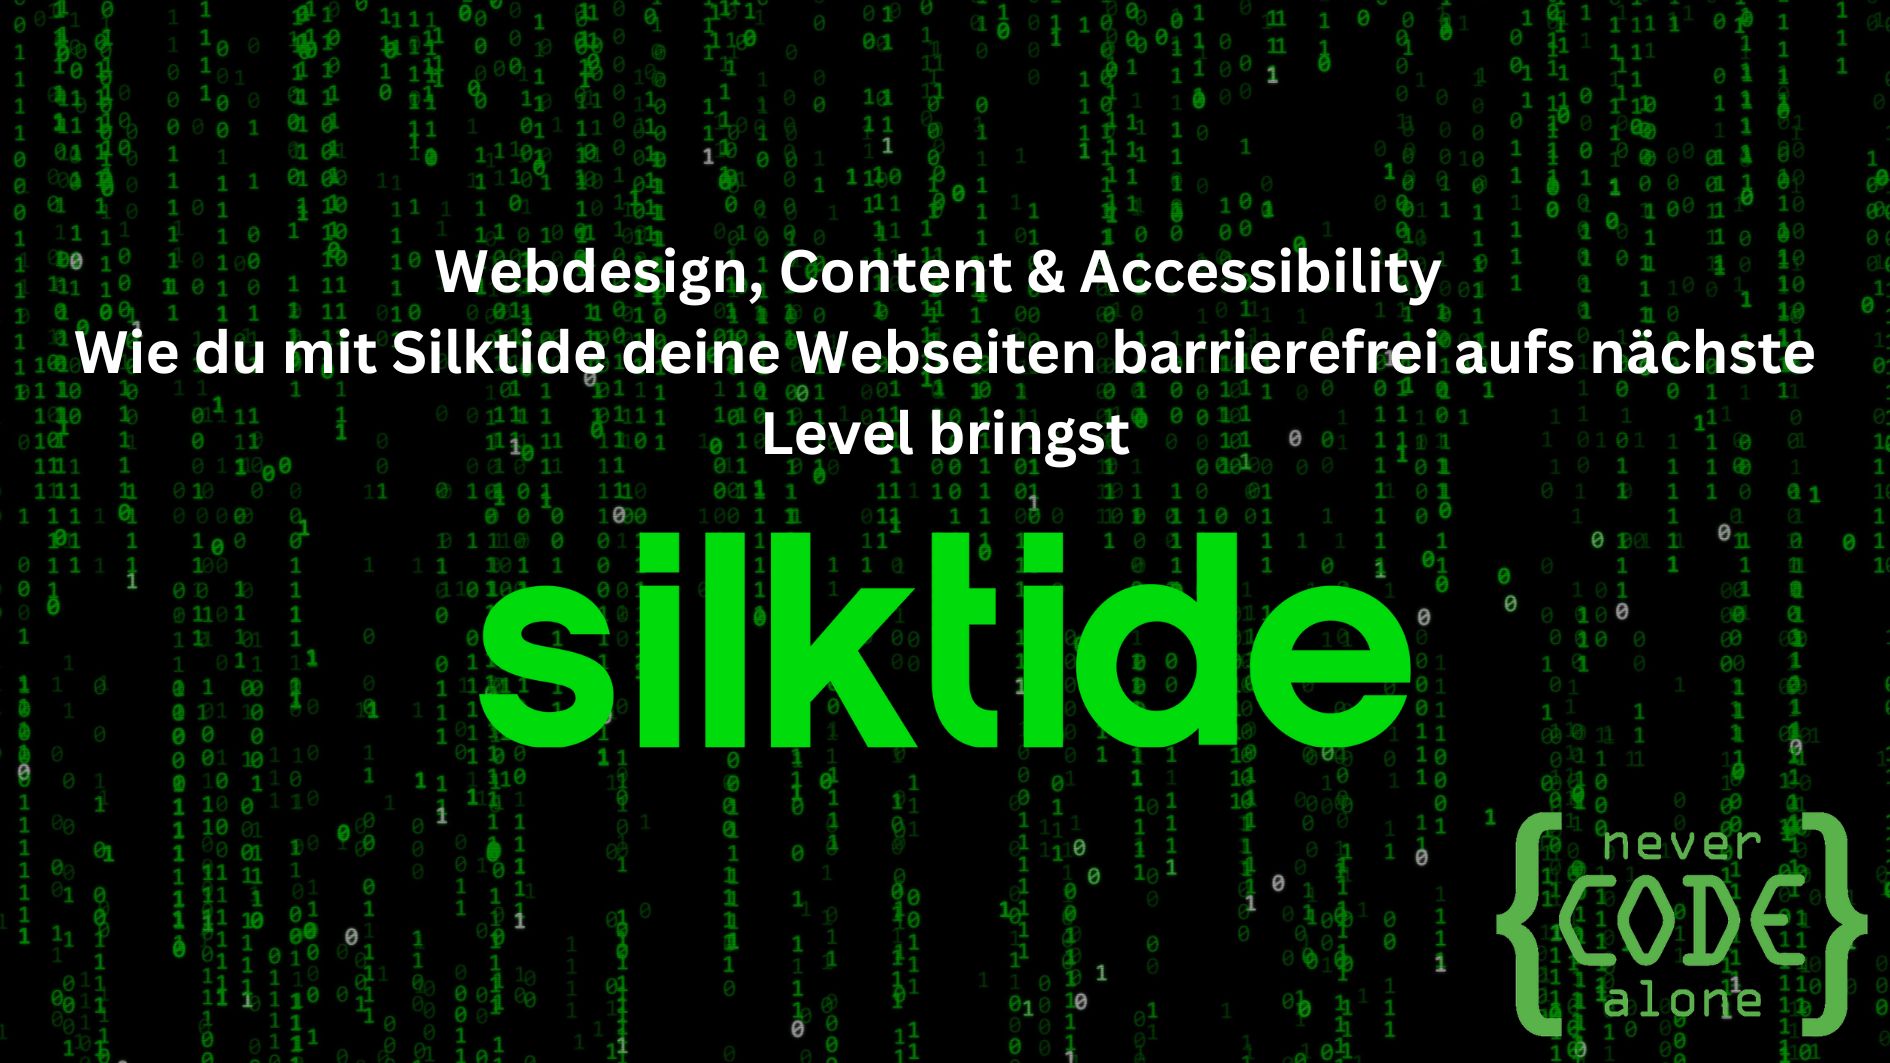 Webdesign, Content & Accessibility
Wie du mit Silktide deine Webseiten barrierefrei aufs nächste
Level bringst
silktide
never
CODE
alone